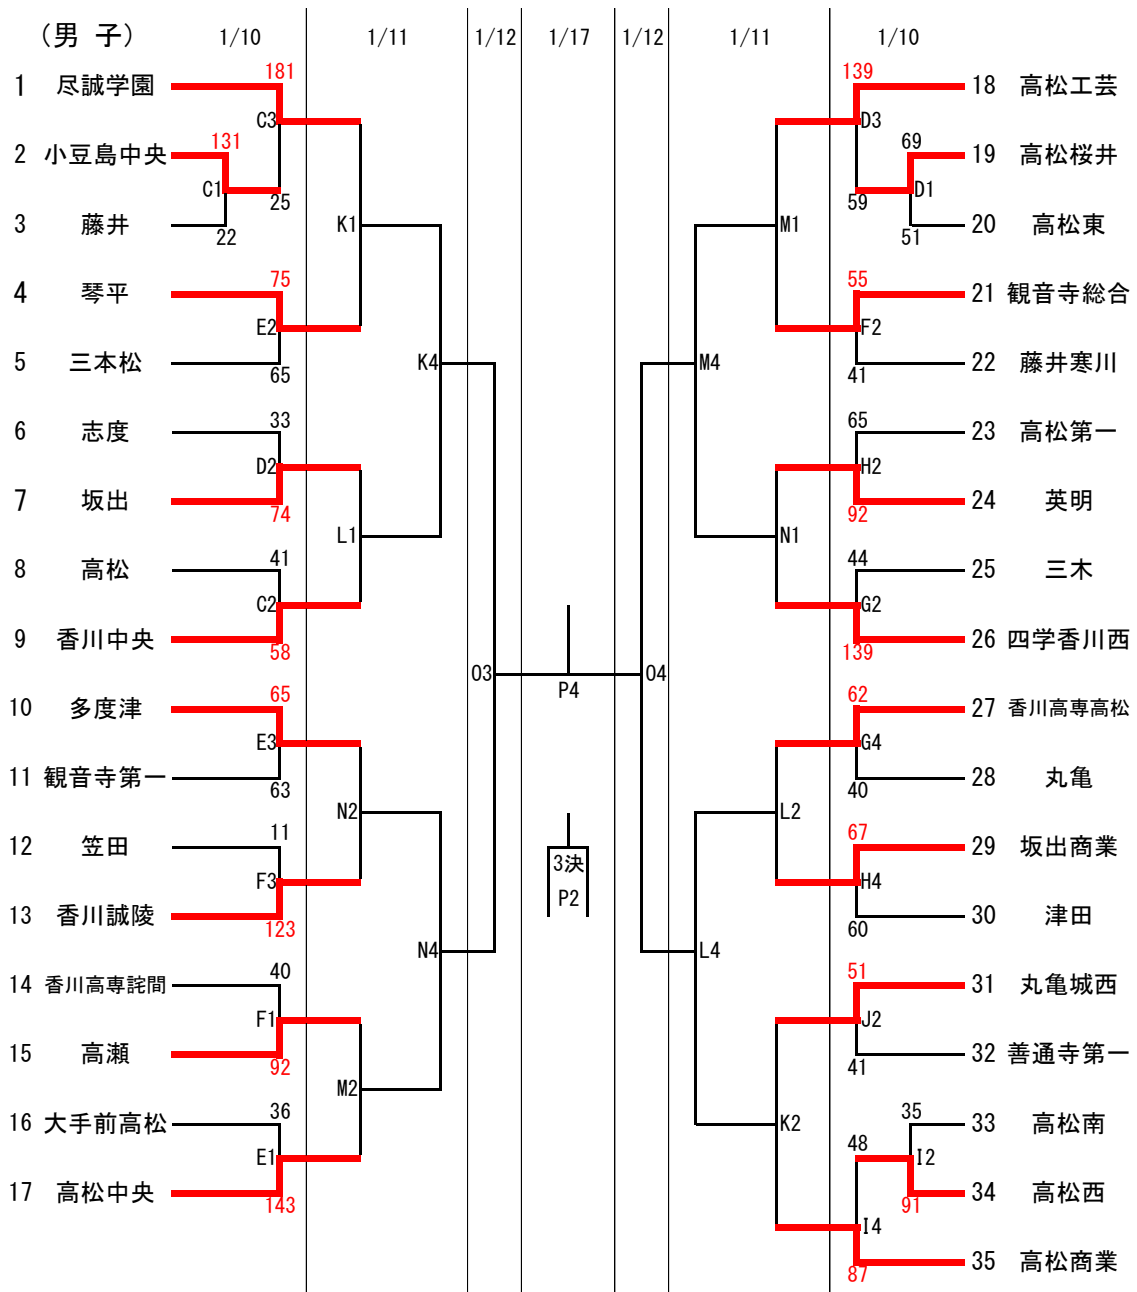 (男 子) 1/10 1/11 1/12 1/17 1/12 1/11 1/10
181 139
1 尽誠学園 18 高松工芸
C3 D3
131 69
2 小豆島中央 19 高松桜井
C1 D1
25 59
3 藤井 K1 M1 20 高松東
22 51
75 55
4 琴平 21 観音寺総合
E2 F2
5 三本松 K4 M4 22 藤井寒川
65 41
33 65
6 志度 23 高松第一
D2 H2
7 坂出 24 英明
74 92
L1 N1
41 44
8 高松 25 三木
C2 G2
9 香川中央 26 四学香川西
58 139
O3 O4
P4
65 62
10 多度津 27 香川高専高松
E3 G4
11 観音寺第一 28 丸亀
63 40
N2 L2
11 67
12 笠田 29 坂出商業
3決
F3 H4
P2
13 香川誠陵 30 津田
123 60
N4 L4
40 51
14 香川高専詫間 31 丸亀城西
F1 J2
15 高瀬 32 善通寺第一
92 41
M2
36 35
16 大手前高松 K2 33 高松南
48
E1 I2
17 高松中央 34 高松西
143 91
I4
35 高松商業
87